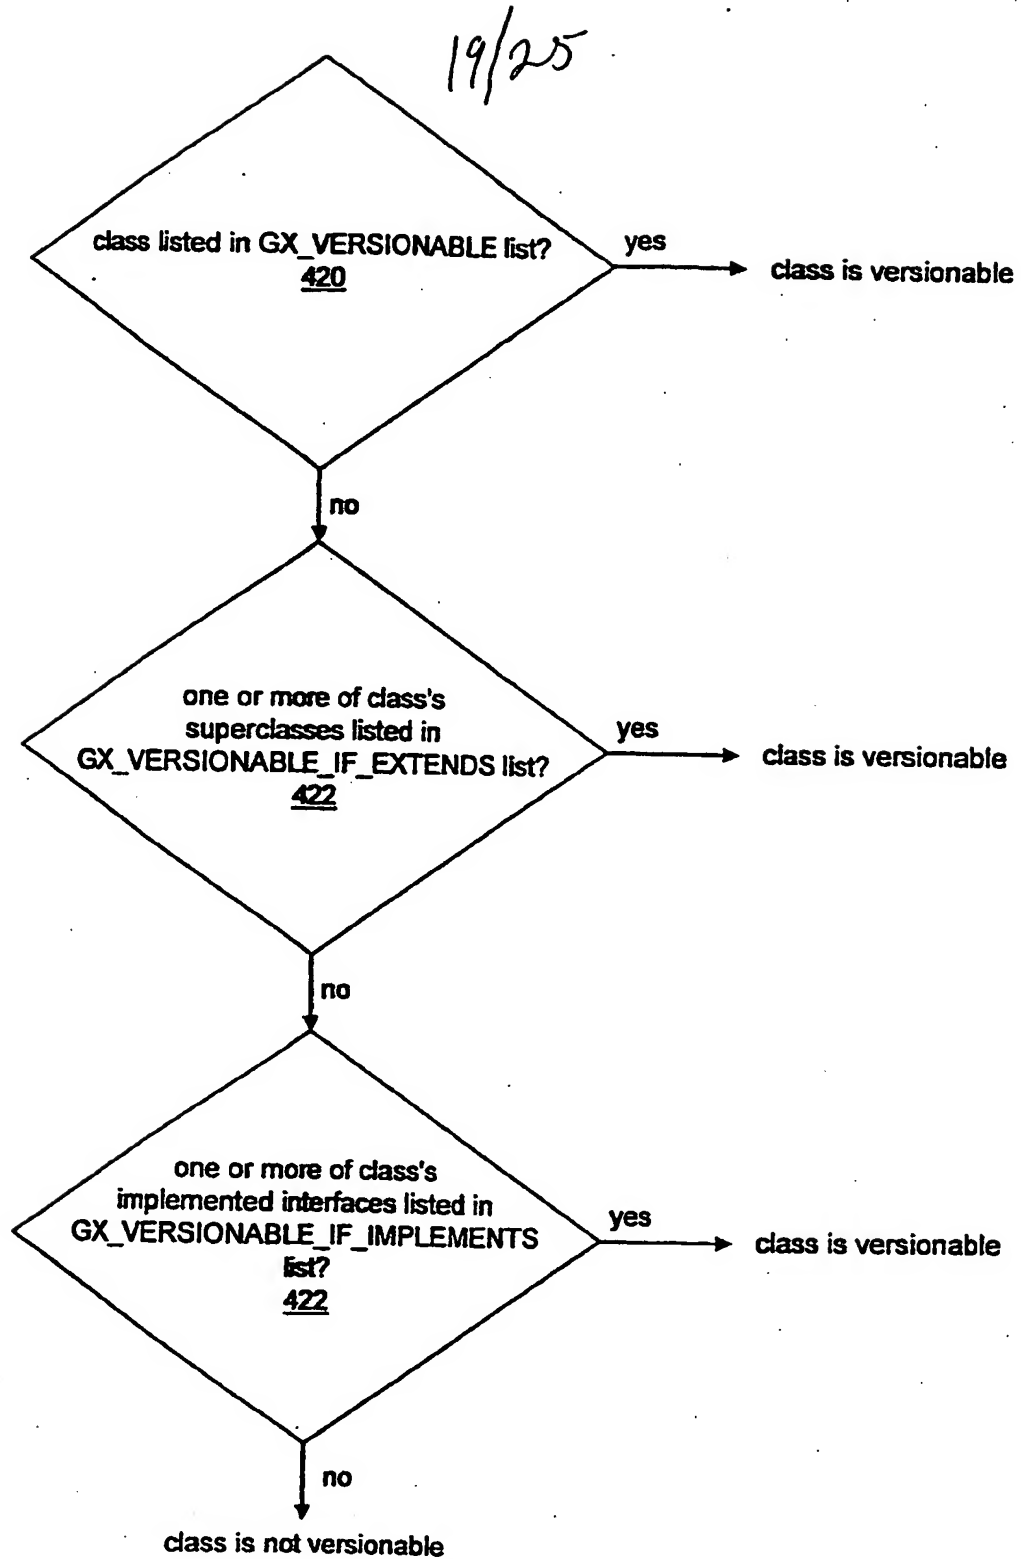 19/25
class listed in GX_VERSIONABLE list?
420
yes
class is versionable
no
one or more of class's
superclasses listed in
GX_VERSIONABLE_IF_EXTENDS list?
422
yes
class is versionable
no
one or more of class's
implemented interfaces listed in
GX_VERSIONABLE_IF_IMPLEMENTS
list?
422
yes
class is versionable
no
class is not versionable